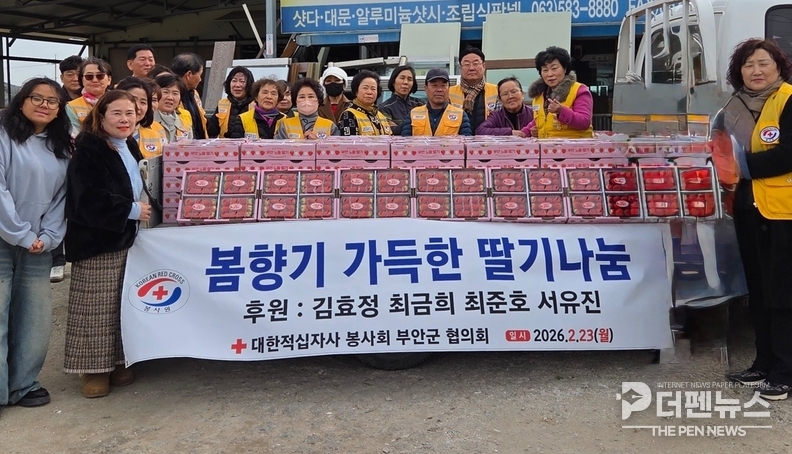 샷다·대문·알루미늄샷시·조립식판넬 063)583-8880
KOREAN RED CROSS
봉사원
봄향기 가득한 딸기나눔
후원 : 김효정 최금희 최준호 서유진
대한적십자사 봉사회 부안군 협의회 일시 2026.2.23(월)
INTERNET NEWS PAPER PLATFORM
더펜뉴스
THE PEN NEWS